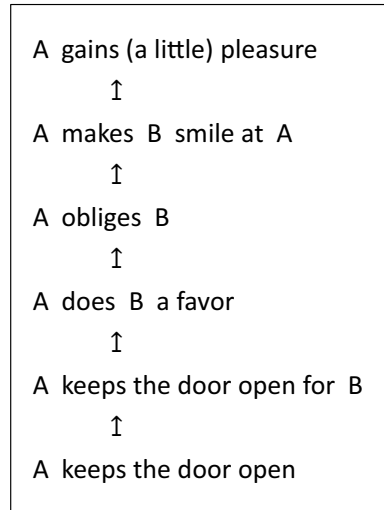 A gains (a little) pleasure
↥
A makes B smile at A
↥
A obliges B
↥
A does B a favor
↥
A keeps the door open for B
↥
A keeps the door open